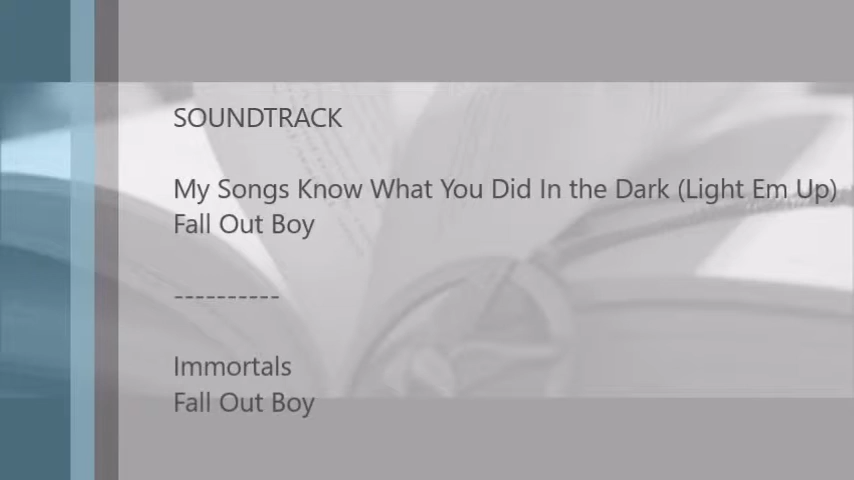 SOUNDTRACK
My Songs Know What You Did In the Dark (Light Em Up)
Fall Out Boy
----------
Immortals
Fall Out Boy